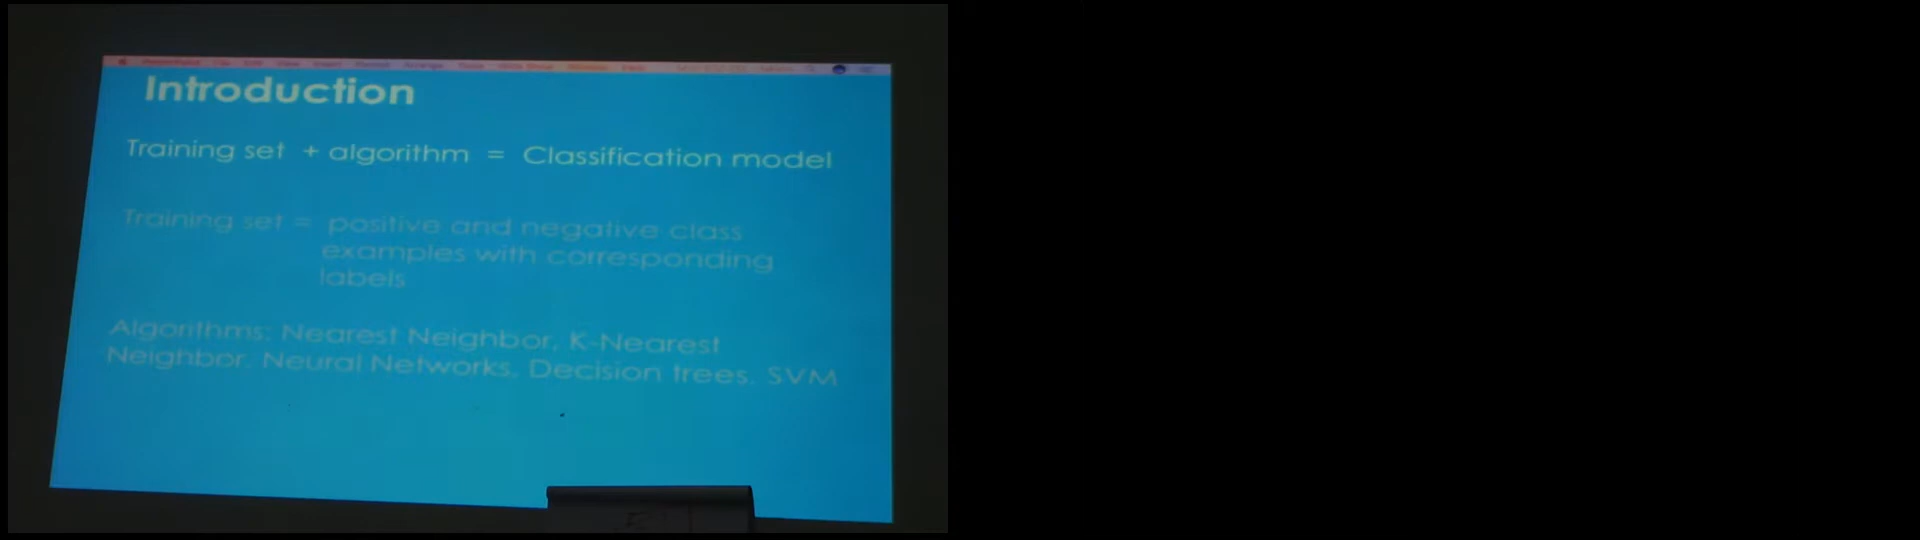 Introduction
Training set + algorithm = Classification model
Training set = positive and negative class
examples with corresponding
labels
Algorithms: Nearest Neighbor, K-Nearest
Neighbor, Neural Networks, Decision trees, SVM